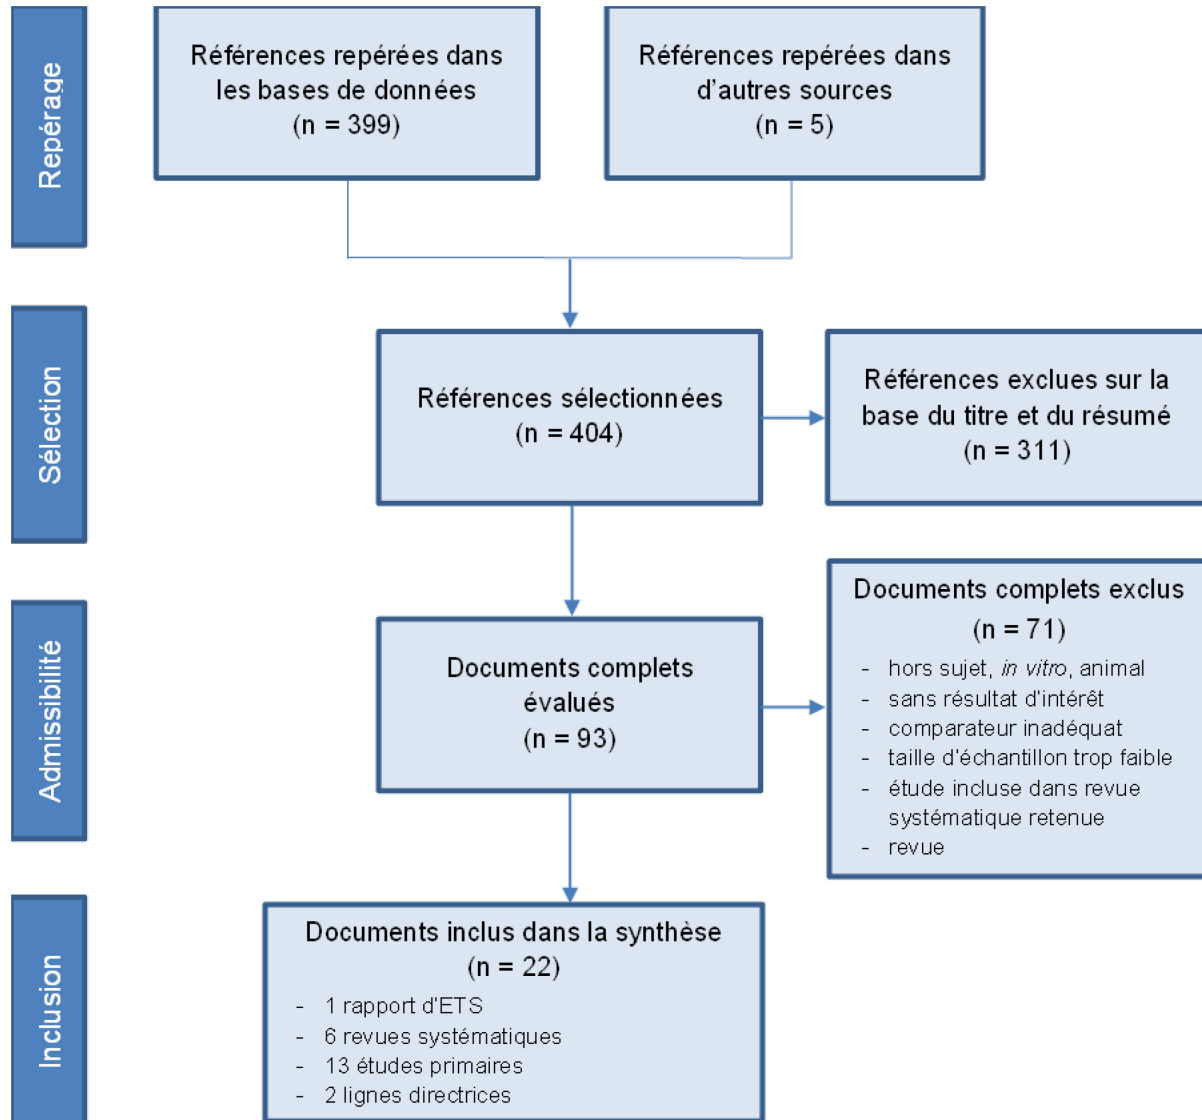 Repérage
Références repérées dans
les bases de données
(n = 399)
Références repérées dans
d'autres sources
(n = 5)
Sélection
Références sélectionnées
(n = 404)
Références exclues sur la
base du titre et du résumé
(n = 311)
Admissibilité
Documents complets
évalués
(n = 93)
Documents complets exclus
(n = 71)
- hors sujet, in vitro, animal
- sans résultat d'intérêt
- comparateur inadéquat
- taille d'échantillon trop faible
- étude incluse dans revue
systématique retenue
- revue
Inclusion
Documents inclus dans la synthèse
(n = 22)
- 1 rapport d'ETS
- 6 revues systématiques
- 13 études primaires
- 2 lignes directrices